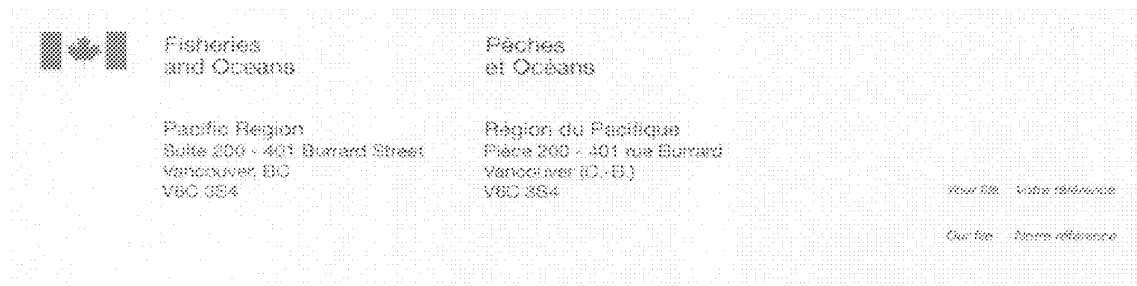 Fisheries
and Oceans
Pêches
et Océans
Pacific Region
Suite 200 - 401 Burrard Street
Vancouver, BC
V6C 3S4
Région du Pacifique
Pièce 200 - 401 rue Burrard
Vancouver (C.-B.)
V6C 3S4
Your file Votre référence
Our file Notre référence